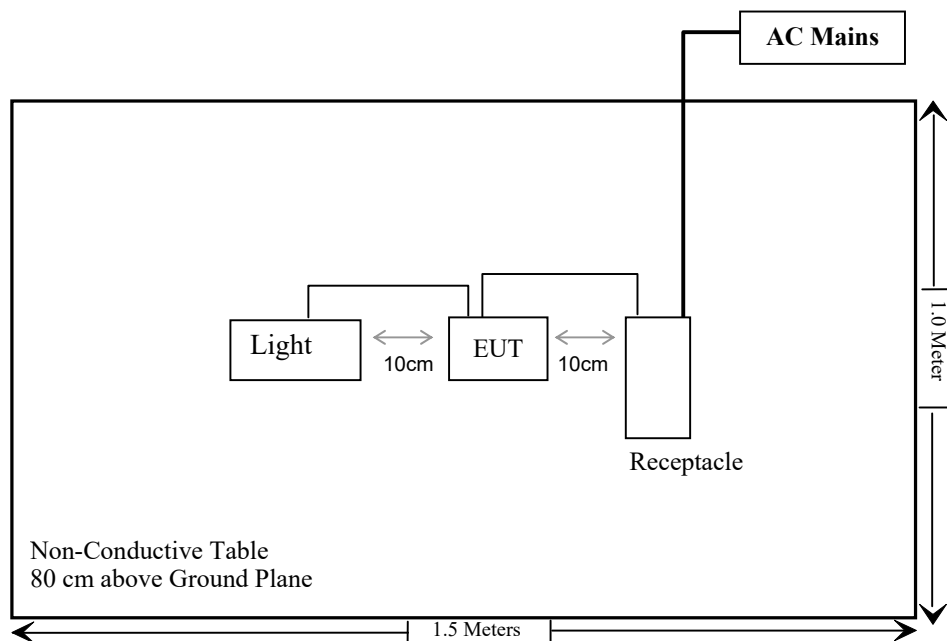 AC Mains
Light
EUT
10cm
10cm
1.0 Meter
Receptacle
Non-Conductive Table
80 cm above Ground Plane
1.5 Meters